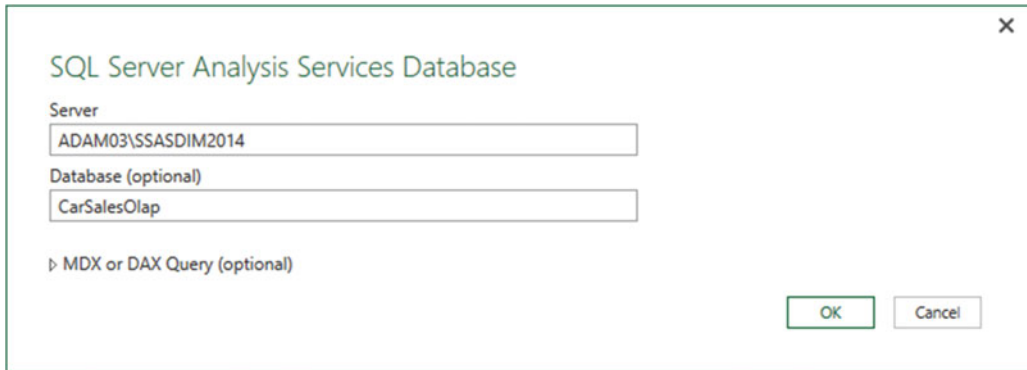 SQL Server Analysis Services Database
Server
ADAM03\SSASDIM2014
Database (optional)
CarSalesOlap
MDX or DAX Query (optional)
OK Cancel